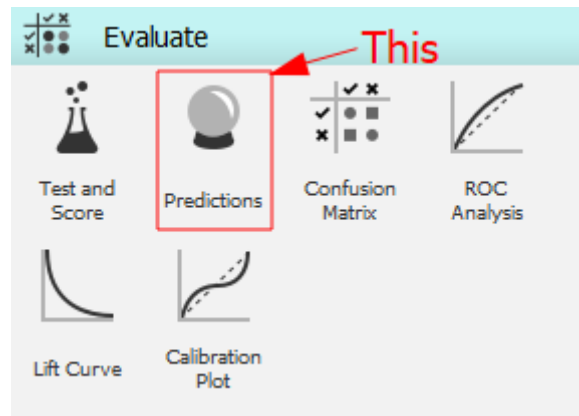 Evaluate
This
Test and
Score
Predictions
Confusion
Matrix
ROC
Analysis
Lift Curve
Calibration
Plot